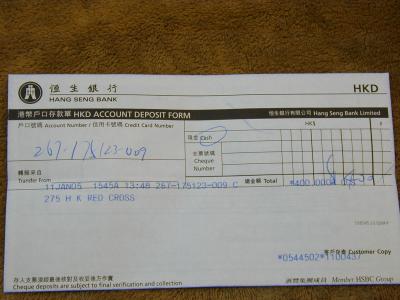 恒生銀行
HANG SENG BANK
HKD
港幣戶口存款單 HKD ACCOUNT DEPOSIT FORM
恒生銀行有限公司 Hang Seng Bank Limited
戶口號碼 Account Number / 信用卡號碼 Credit Card Number
HK$
現金 Cash
267-175123-009
支票號碼
Cheque
Number
轉賬來自
Transfer From
總金額 Total
11JAN05 1545A 13:48 267-175123-009 C *400.00
275 H K RED CROSS
客戶存查 Customer Copy
*0544502*1100437
存入支票須經最後核對及收妥後方作實
Cheque deposits are subject to final verification and collection
滙豐集團成員 Member HSBC Group